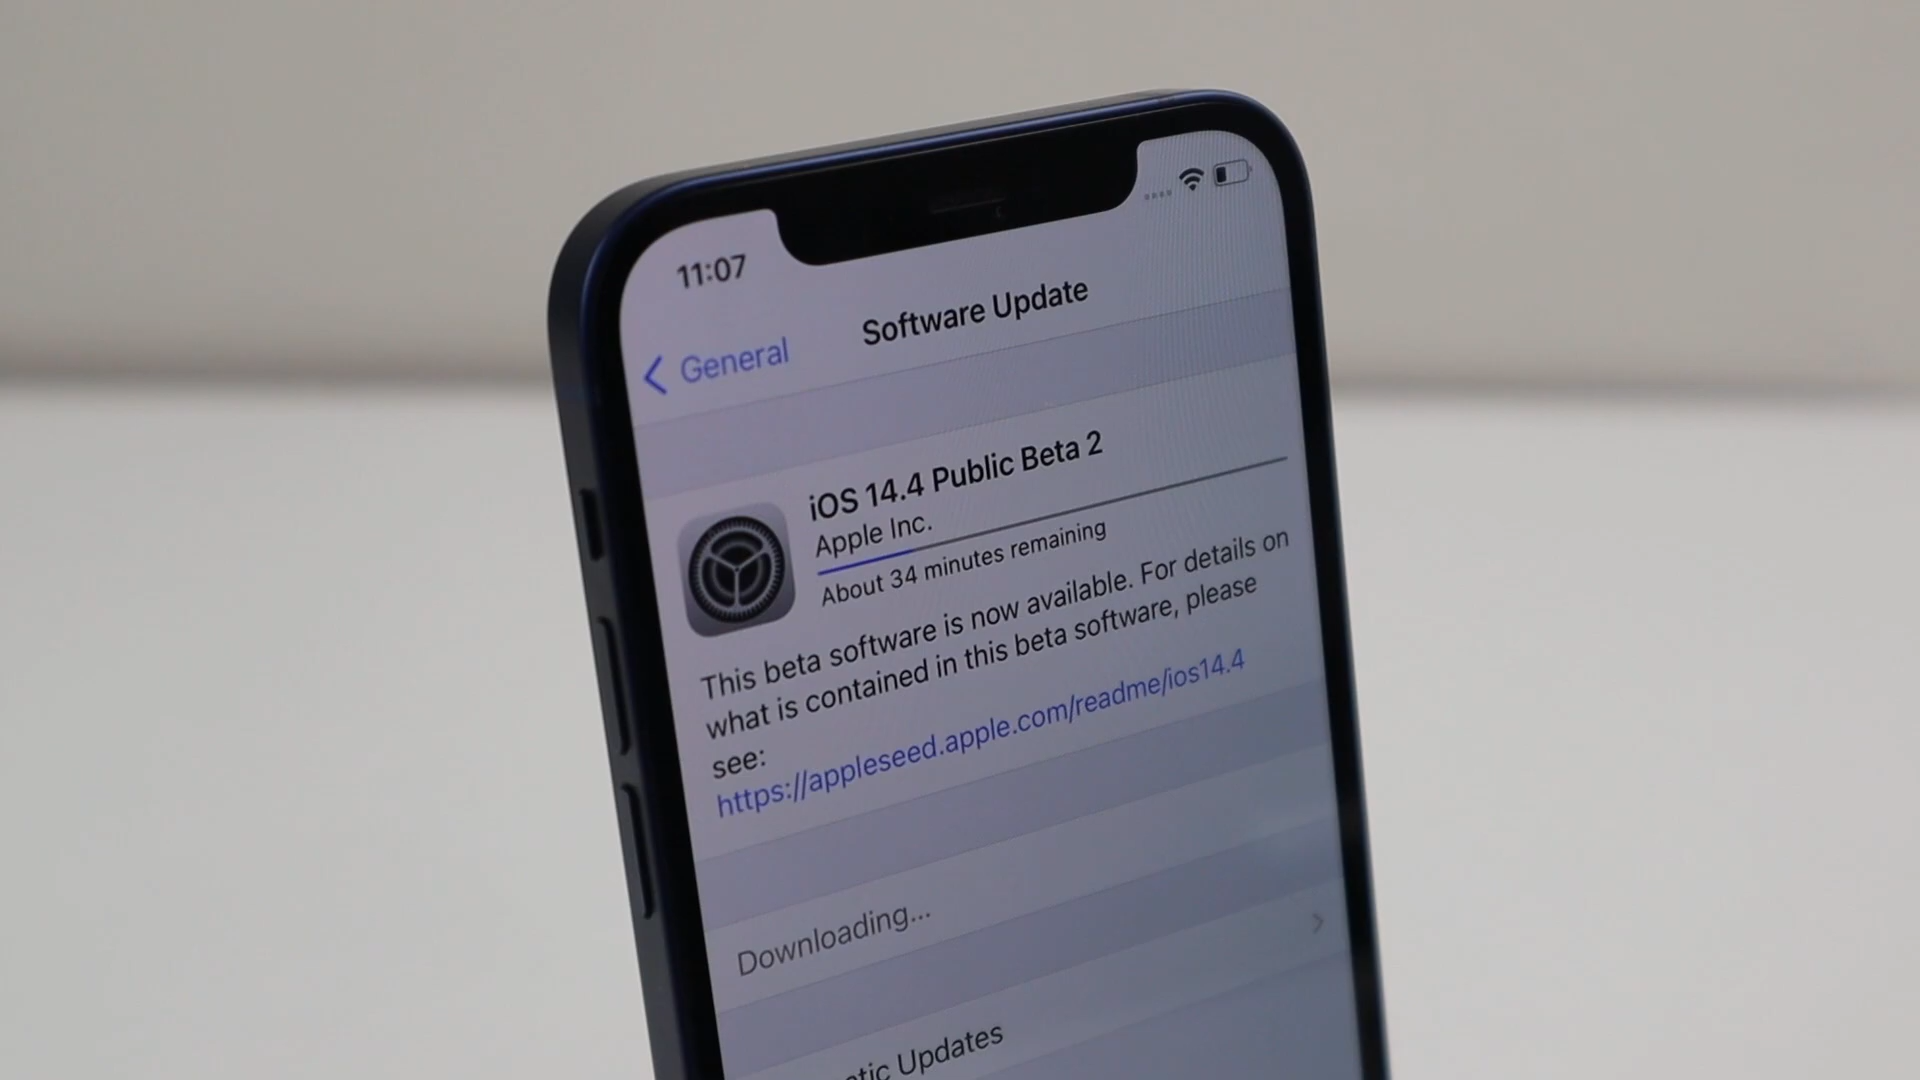 11:07
General
Software Update
iOS 14.4 Public Beta 2
Apple Inc.
About 34 minutes remaining
This beta software is now available. For details on
what is contained in this beta software, please
see:
https://appleseed.apple.com/readme/ios14.4
Downloading...
Updates